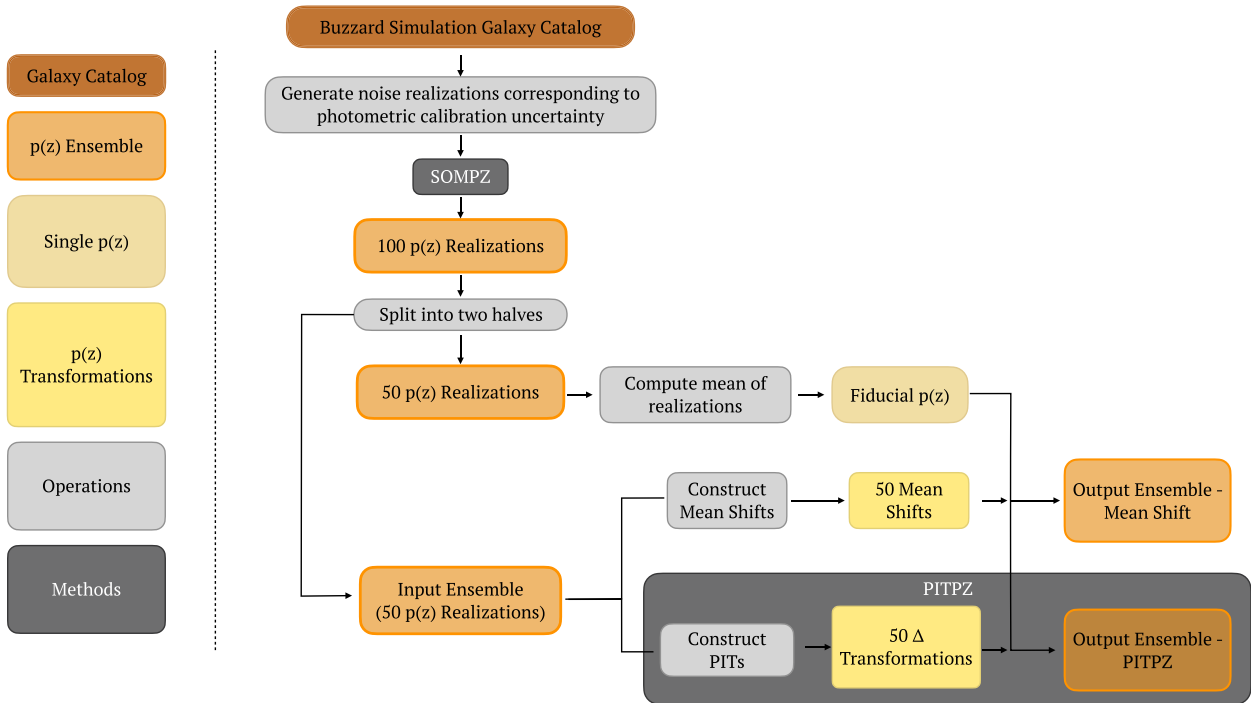 Galaxy Catalog
p(z) Ensemble
Single p(z)
p(z)
Transformations
Operations
Methods
Buzzard Simulation Galaxy Catalog
Generate noise realizations corresponding to
photometric calibration uncertainty
SOMPZ
100 p(z) Realizations
Split into two halves
50 p(z) Realizations
Compute mean of
realizations
Fiducial p(z)
Construct
Mean Shifts
50 Mean
Shifts
Output Ensemble -
Mean Shift
Input Ensemble
(50 p(z) Realizations)
PITPZ
Construct
PITs
50 Δ
Transformations
Output Ensemble -
PITPZ